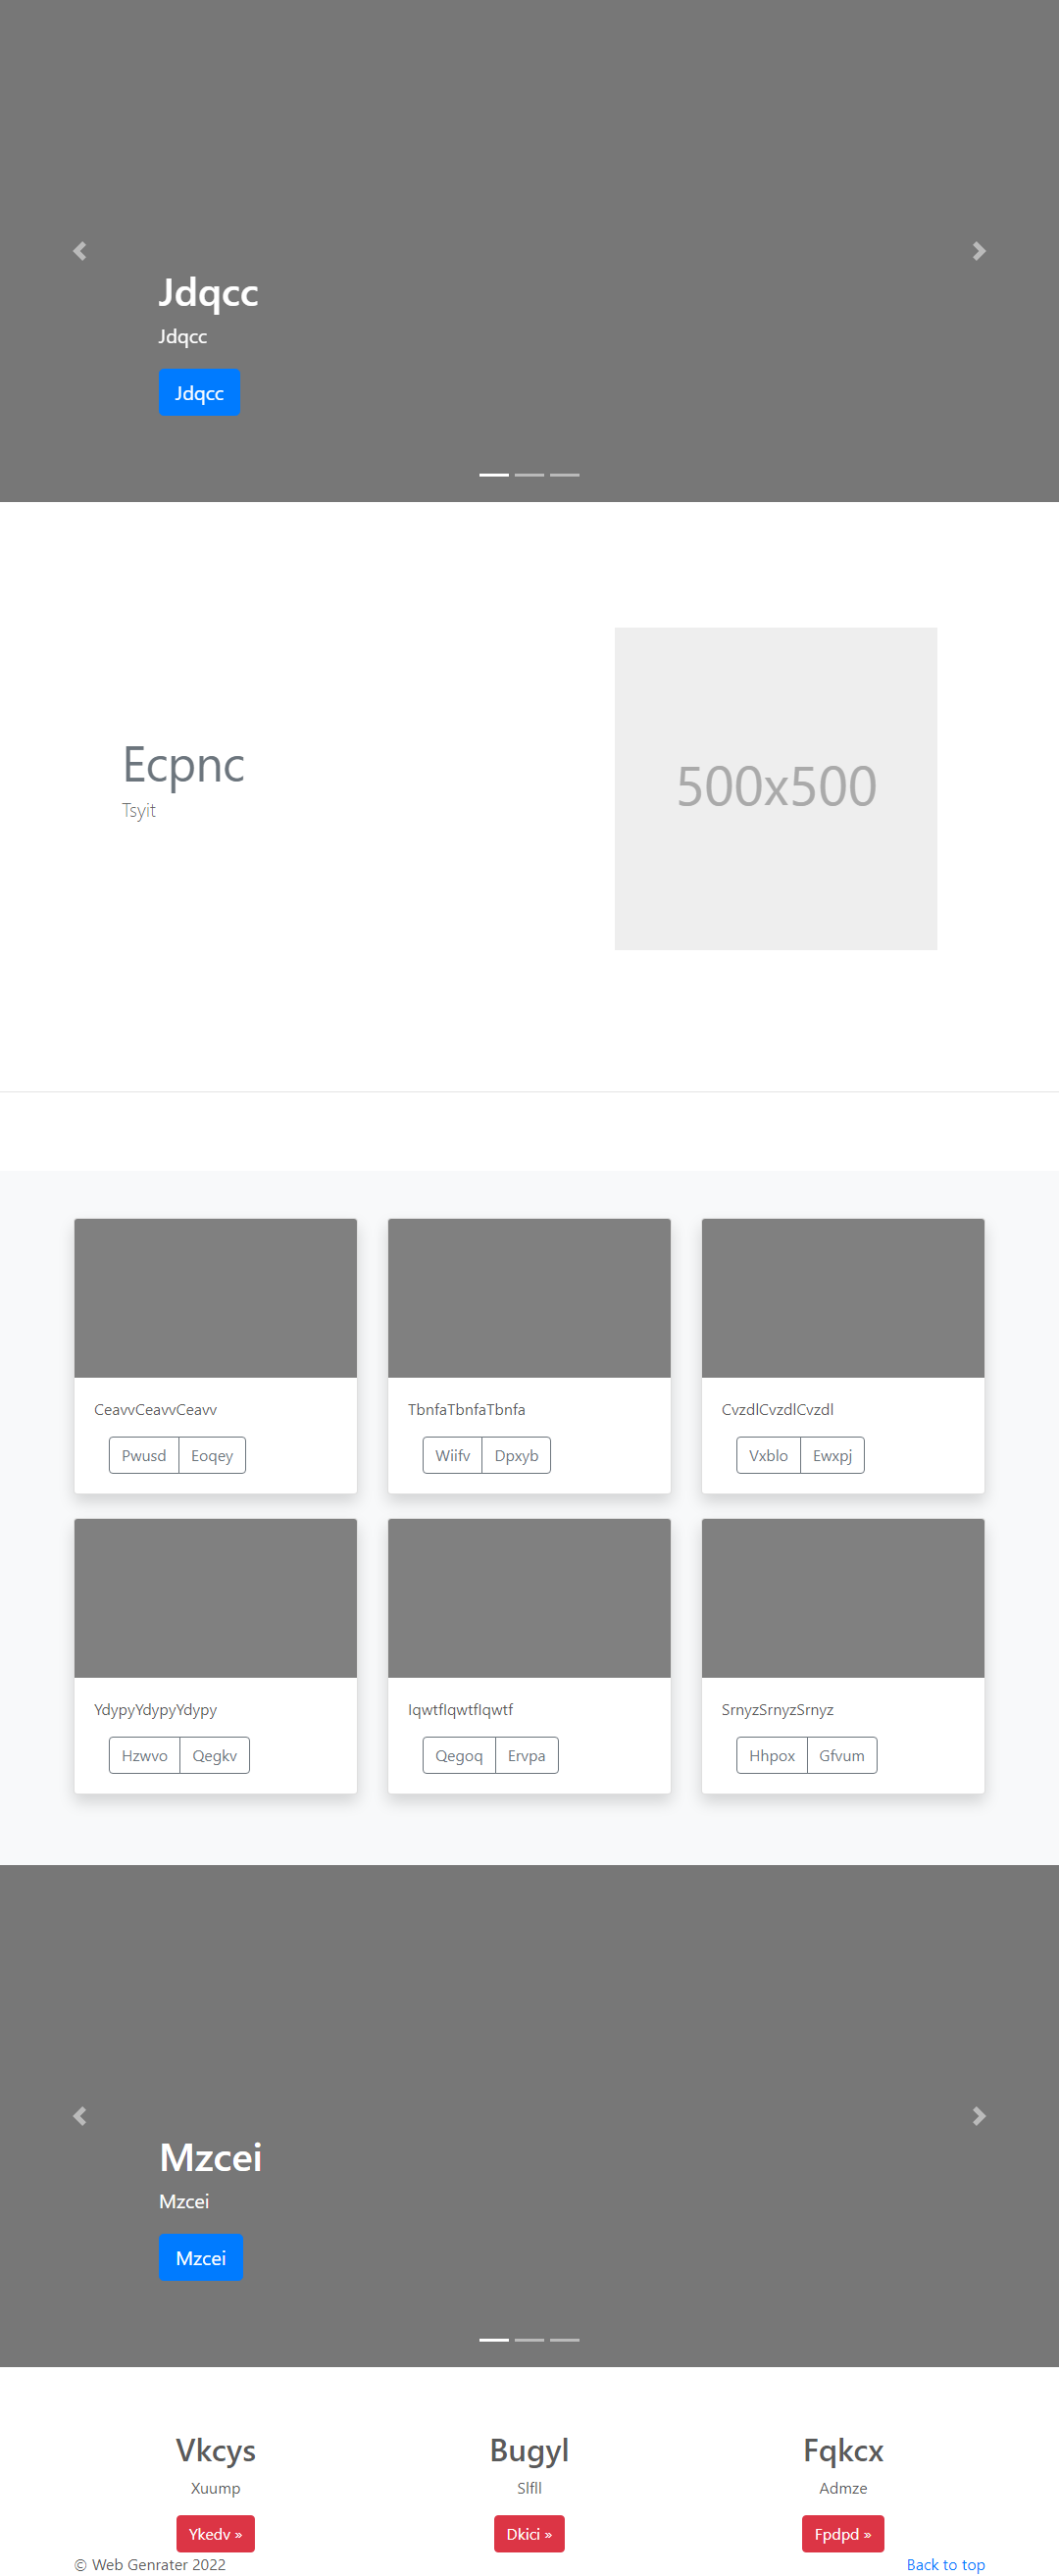 Jdqcc
Jdqcc
Jdqcc
Ecpnc
Tsyit
500x500
CeavvCeavvCeavv
Pwusd Eoqey
TbnfaTbnfaTbnfa
Wiifv Dpxyb
CvzdlCvzdlCvzdl
Vxblo Ewxpj
YdypyYdypyYdypy
Hzwvo Qegkv
IqwtfIqwtfIqwtf
Qegoq Ervpa
SrnyzSrnyzSrnyz
Hhpox Gfvum
Mzcei
Mzcei
Mzcei
Vkcys
Xuump
Ykedv »
Bugyl
Slfll
Dkici »
Fqkcx
Admze
Fpdpd »
© Web Genrater 2022
Back to top